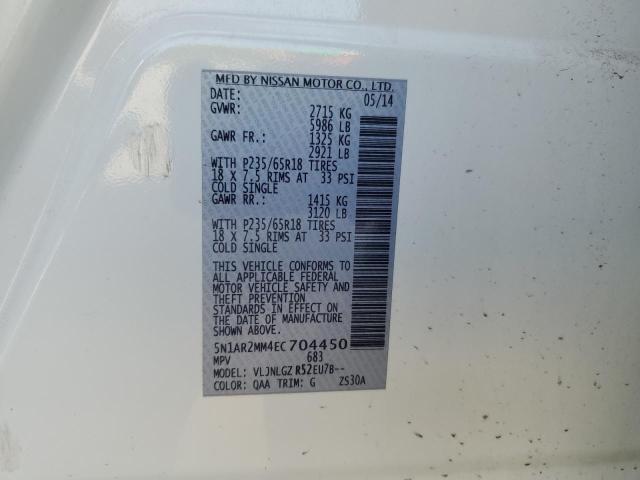 MFD BY NISSAN MOTOR CO., LTD.
DATE: 05/14
GVWR: 2715 KG
5986 LB
GAWR FR.: 1325 KG
2921 LB
WITH P235/65R18 TIRES
18 X 7.5 RIMS AT 33 PSI
COLD SINGLE
GAWR RR.: 1415 KG
3120 LB
WITH P235/65R18 TIRES
18 X 7.5 RIMS AT 33 PSI
COLD SINGLE
THIS VEHICLE CONFORMS TO
ALL APPLICABLE FEDERAL
MOTOR VEHICLE SAFETY AND
THEFT PREVENTION
STANDARDS IN EFFECT ON
THE DATE OF MANUFACTURE
SHOWN ABOVE.
5N1AR2MM4EC704450
MPV 683
MODEL: VLJNLGZ R52EU7B--
COLOR: QAA TRIM: G ZS30A